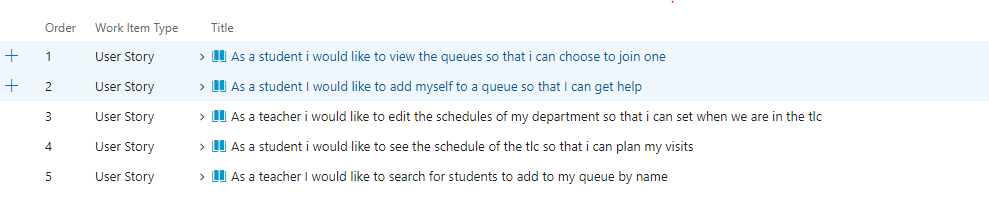 Order Work Item Type Title
1 User Story As a student i would like to view the queues so that i can choose to join one
2 User Story As a student I would like to add myself to a queue so that I can get help
3 User Story As a teacher i would like to edit the schedules of my department so that i can set when we are in the tlc
4 User Story As a student i would like to see the schedule of the tlc so that i can plan my visits
5 User Story As a teacher I would like to search for students to add to my queue by name